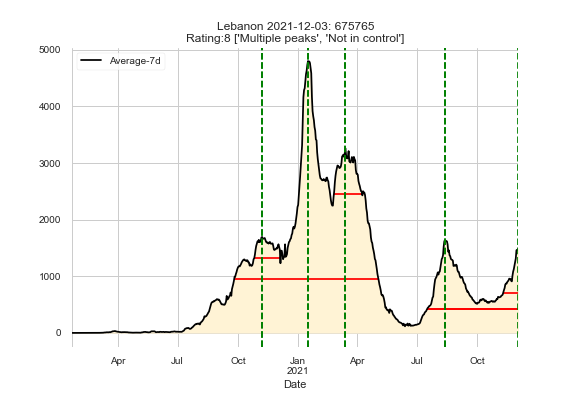 Lebanon 2021-12-03: 675765
Rating:8 ['Multiple peaks', 'Not in control']
5000
Average-7d
4000
3000
2000
1000
0
Apr Jul Oct Jan Apr Jul Oct
2021
Date